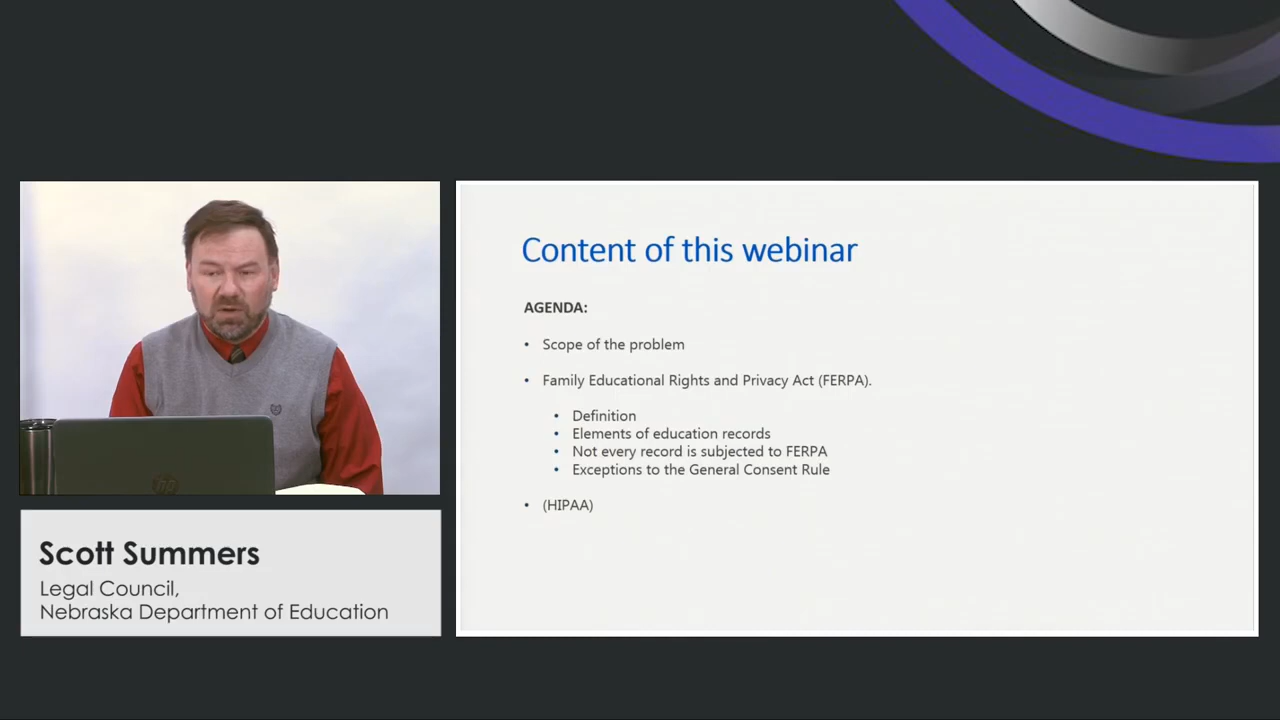 Content of this webinar
AGENDA:
• Scope of the problem
• Family Educational Rights and Privacy Act (FERPA).
• Definition
• Elements of education records
• Not every record is subjected to FERPA
• Exceptions to the General Consent Rule
• (HIPAA)
hp
Scott Summers
Legal Council,
Nebraska Department of Education